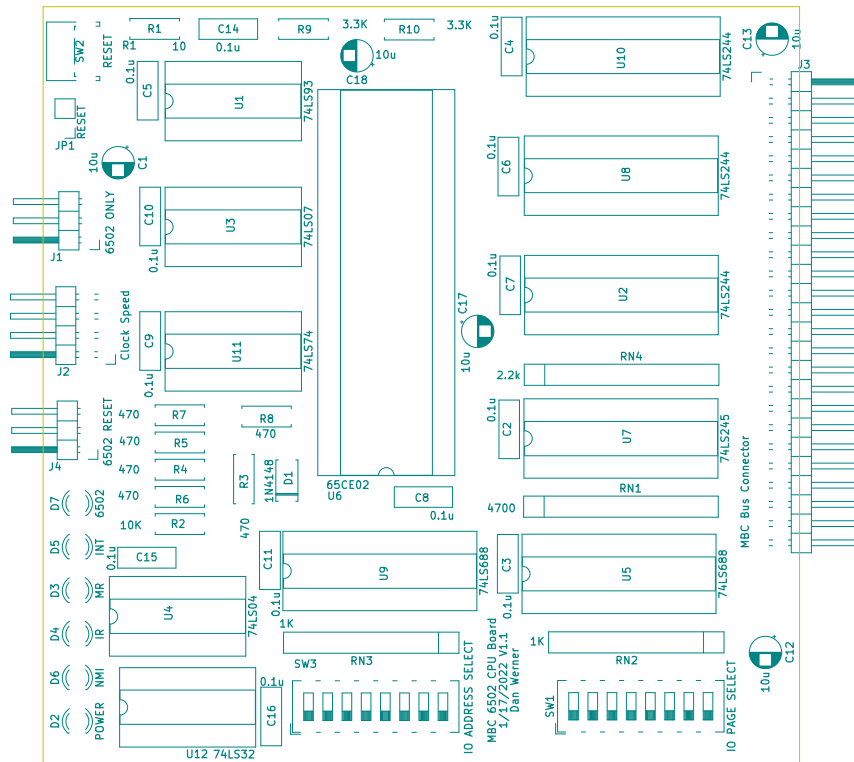 SW2
RESET
R1
R1
10
C14
0.1u
R9
3.3K
R10
3.3K
C18
10u
0.1u
C4
U10
74LS244
C13
10u
J3
0.1u
C5
U1
74LS93
JP1
RESET
10u
C1
0.1u
C6
U8
74LS244
J1
6502 ONLY
C10
0.1u
U3
74LS07
0.1u
C7
U2
74LS244
J2
Clock Speed
C9
0.1u
U11
74LS74
C17
10u
RN4
2.2k
J4
6502 RESET
470
R7
R8
470
470
R5
470
R4
470
R6
10K
R2
R3
470
1N4148
D1
65CE02
U6
C8
0.1u
0.1u
C2
U7
74LS245
RN1
4700
MBC Bus Connector
D7
6502
D5
INT
D3
MR
D4
IR
D6
NMI
D2
POWER
0.1u
C15
U4
74LS04
C11
0.1u
U9
74LS688
C3
0.1u
U5
74LS688
1K
RN3
1K
RN2
C12
10u
U12 74LS32
0.1u
C16
SW3
IO ADDRESS SELECT
MBC 6502 CPU Board
1/17/2022 V1.1
Dan Werner
SW1
IO PAGE SELECT